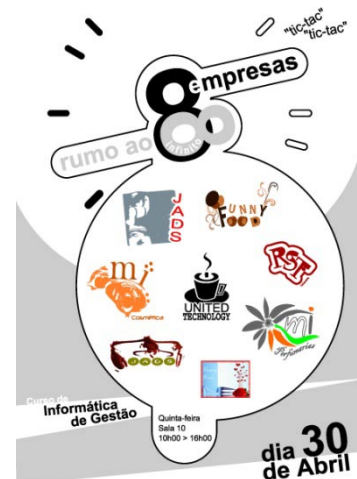 "tic-tac"
"tic-tac"
8 empresas
rumo ao
infinito
JADS
FUNNY
FOOD
RST
mi
Cosmética
UNITED
TECHNOLOGY
mi
Perfumarias
JADS
Curso de
Informática
de Gestão
Quinta-feira
Sala 10
10h00 > 16h00
dia 30
de Abril